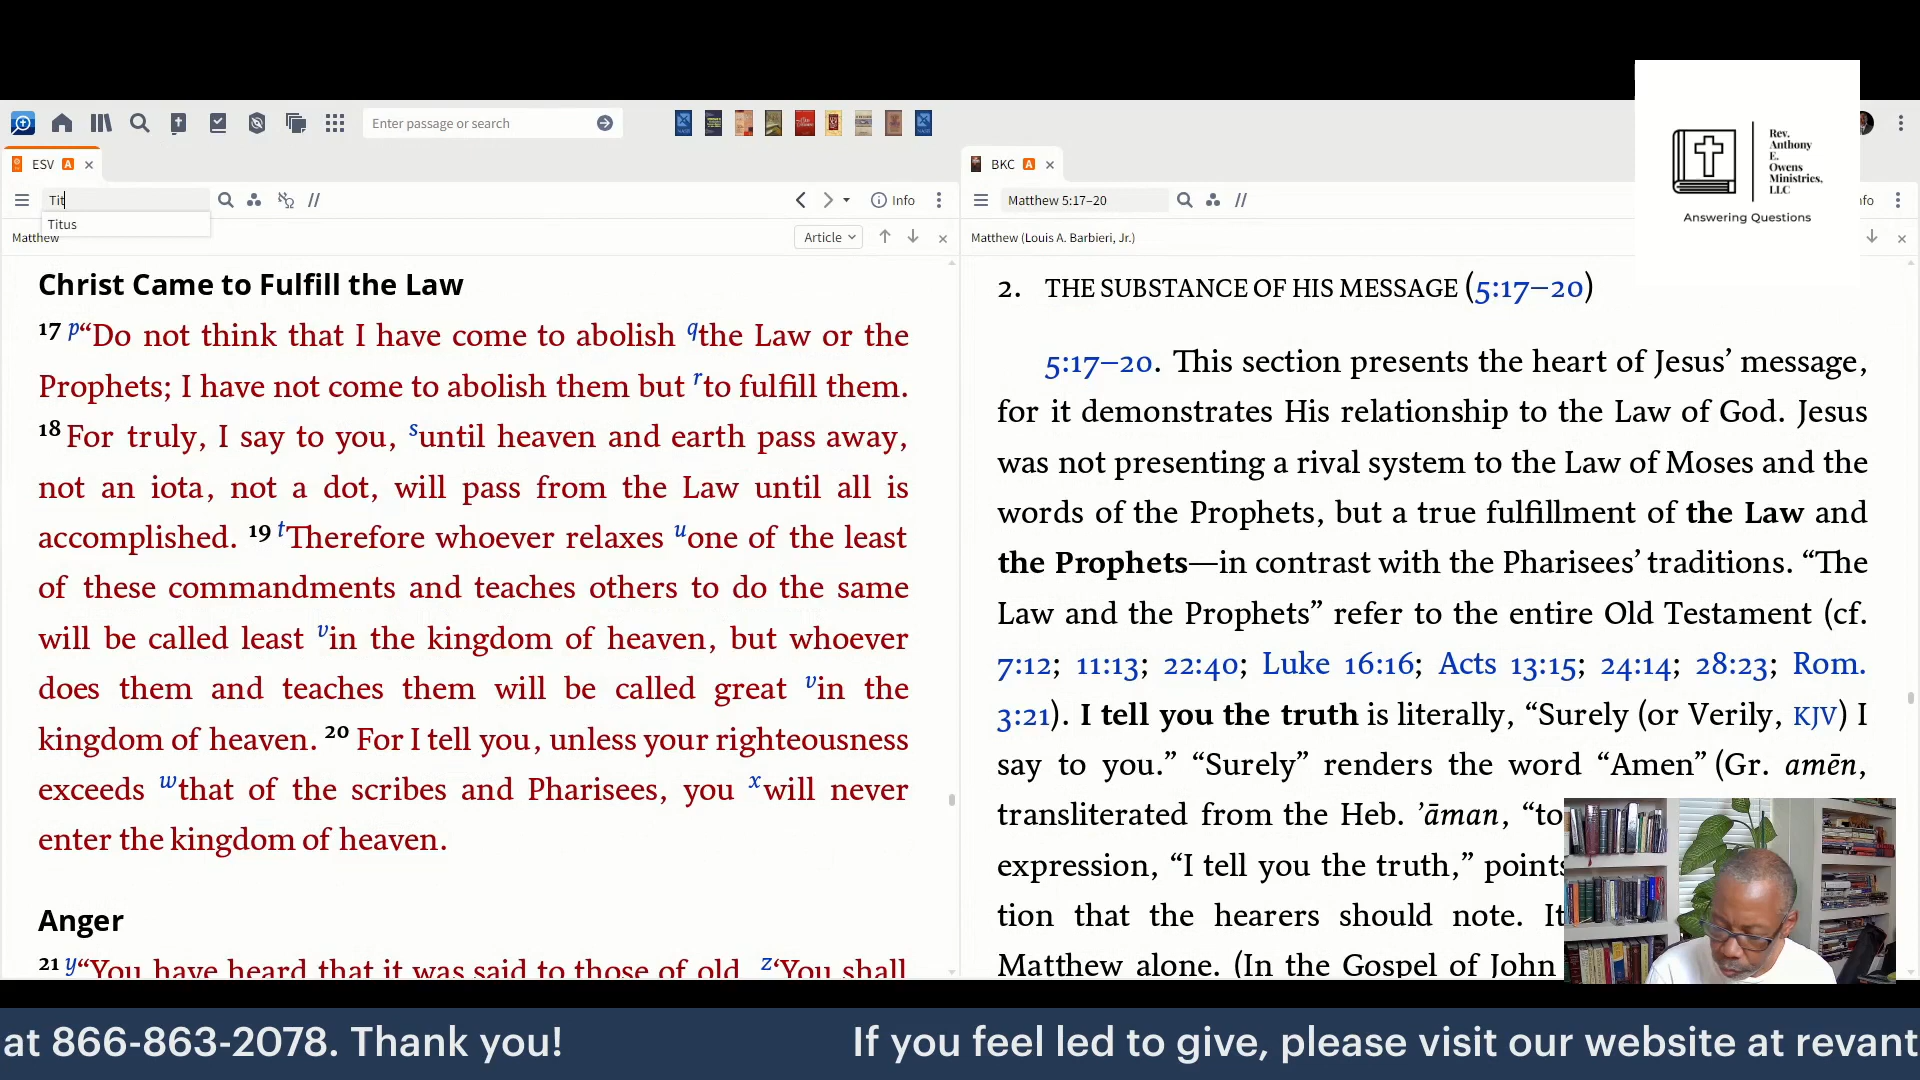 Enter passage or search
ESV A
BKC A
Tit
Info
Matthew 5:17–20
nfo
Titus
Matthew
Article
Matthew (Louis A. Barbieri, Jr.)
Rev.
Anthony
E.
Owens
Ministries,
LLC
Answering Questions
Christ Came to Fulfill the Law
17 p“Do not think that I have come to abolish qthe Law or the
Prophets; I have not come to abolish them but rto fulfill them.
18 For truly, I say to you, suntil heaven and earth pass away,
not an iota, not a dot, will pass from the Law until all is
accomplished. 19 tTherefore whoever relaxes uone of the least
of these commandments and teaches others to do the same
will be called least vin the kingdom of heaven, but whoever
does them and teaches them will be called great vin the
kingdom of heaven. 20 For I tell you, unless your righteousness
exceeds wthat of the scribes and Pharisees, you xwill never
enter the kingdom of heaven.
Anger
21 y“You have heard that it was said to those of old, z‘You shall
2. THE SUBSTANCE OF HIS MESSAGE (5:17–20)
5:17–20. This section presents the heart of Jesus’ message,
for it demonstrates His relationship to the Law of God. Jesus
was not presenting a rival system to the Law of Moses and the
words of the Prophets, but a true fulfillment of the Law and
the Prophets—in contrast with the Pharisees’ traditions. “The
Law and the Prophets” refer to the entire Old Testament (cf.
7:12; 11:13; 22:40; Luke 16:16; Acts 13:15; 24:14; 28:23; Rom.
3:21). I tell you the truth is literally, “Surely (or Verily, KJV) I
say to you.” “Surely” renders the word “Amen” (Gr. amēn,
transliterated from the Heb. ’āman, “to
expression, “I tell you the truth,” points
tion that the hearers should note. It
Matthew alone. (In the Gospel of John
at 866-863-2078. Thank you! If you feel led to give, please visit our website at revant